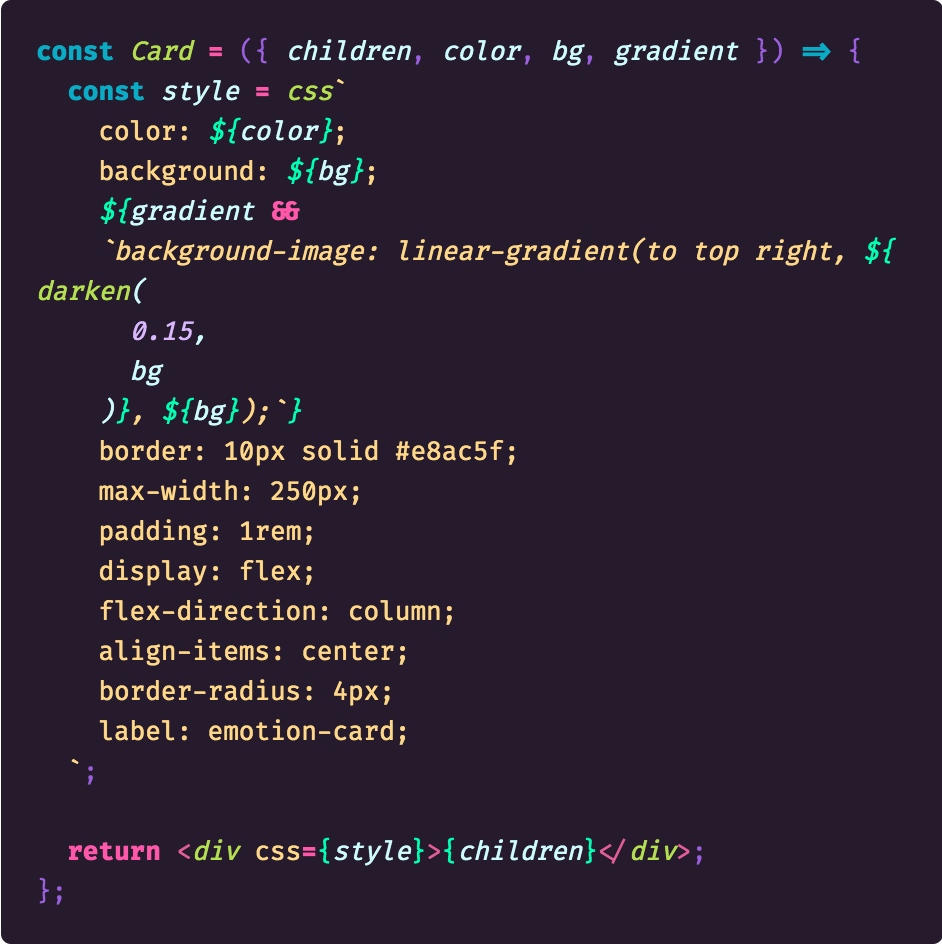 const Card = ({ children, color, bg, gradient }) => {
  const style = css`
    color: ${color};
    background: ${bg};
    ${gradient &&
    `background-image: linear-gradient(to top right, ${
darken(
      0.15,
      bg
    )}, ${bg});`}
    border: 10px solid #e8ac5f;
    max-width: 250px;
    padding: 1rem;
    display: flex;
    flex-direction: column;
    align-items: center;
    border-radius: 4px;
    label: emotion-card;
  `;

  return <div css={style}>{children}</div>;
};